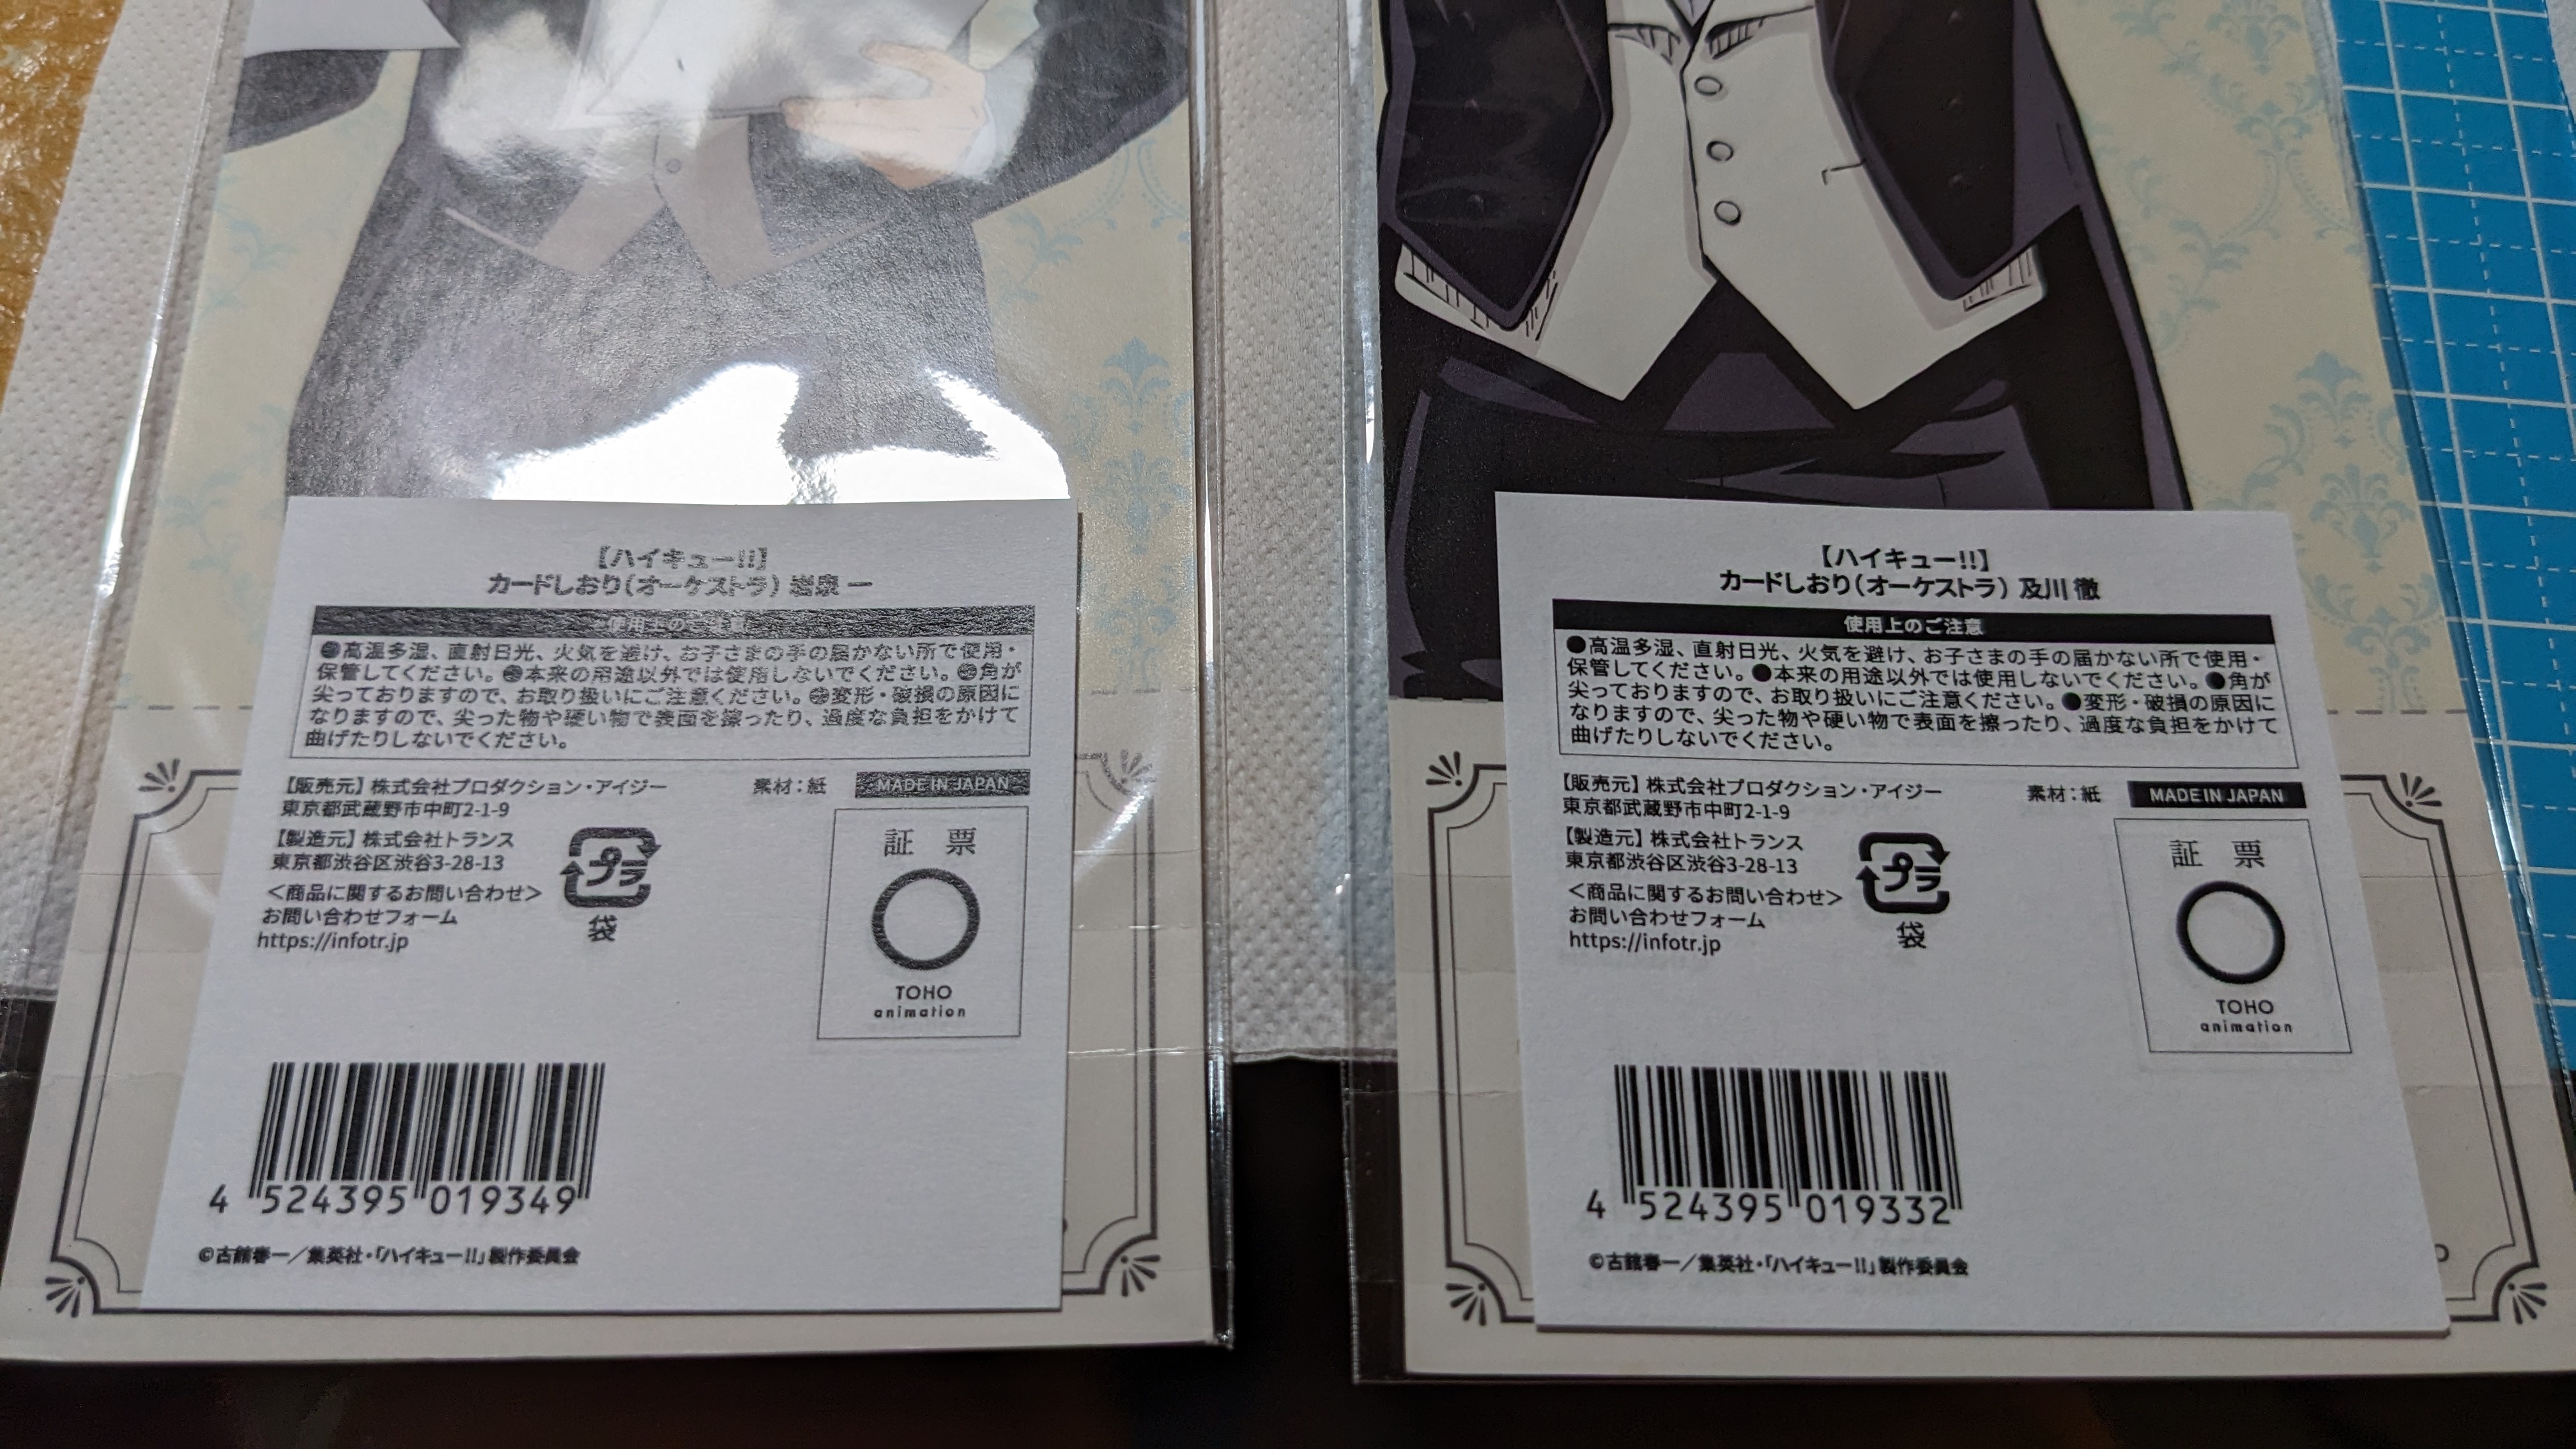 【ハイキュー!!】
カードしおり(オーケストラ) 岩泉 一
使用上のご注意
●高温多湿、直射日光、火気を避け、お子さまの手の届かない所で使用・
保管してください。●本来の用途以外では使用しないでください。●角が
尖っておりますので、お取り扱いにご注意ください。●変形・破損の原因に
なりますので、尖った物や硬い物で表面を擦ったり、過度な負担をかけて
曲げたりしないでください。
【販売元】株式会社プロダクション・アイジー
東京都武蔵野市中町2-1-9
素材:紙
MADE IN JAPAN
【製造元】株式会社トランス
東京都渋谷区渋谷3-28-13
<商品に関するお問い合わせ>
お問い合わせフォーム
https://infotr.jp
プラ
袋
証 票
TOHO
animation
4 524395 019349
©古舘春一/集英社・「ハイキュー!!」製作委員会
【ハイキュー!!】
カードしおり(オーケストラ) 及川 徹
使用上のご注意
●高温多湿、直射日光、火気を避け、お子さまの手の届かない所で使用・
保管してください。●本来の用途以外では使用しないでください。●角が
尖っておりますので、お取り扱いにご注意ください。●変形・破損の原因に
なりますので、尖った物や硬い物で表面を擦ったり、過度な負担をかけて
曲げたりしないでください。
【販売元】株式会社プロダクション・アイジー
東京都武蔵野市中町2-1-9
素材:紙
MADE IN JAPAN
【製造元】株式会社トランス
東京都渋谷区渋谷3-28-13
<商品に関するお問い合わせ>
お問い合わせフォーム
https://infotr.jp
プラ
袋
証 票
TOHO
animation
4 524395 019332
©古舘春一/集英社・「ハイキュー!!」製作委員会